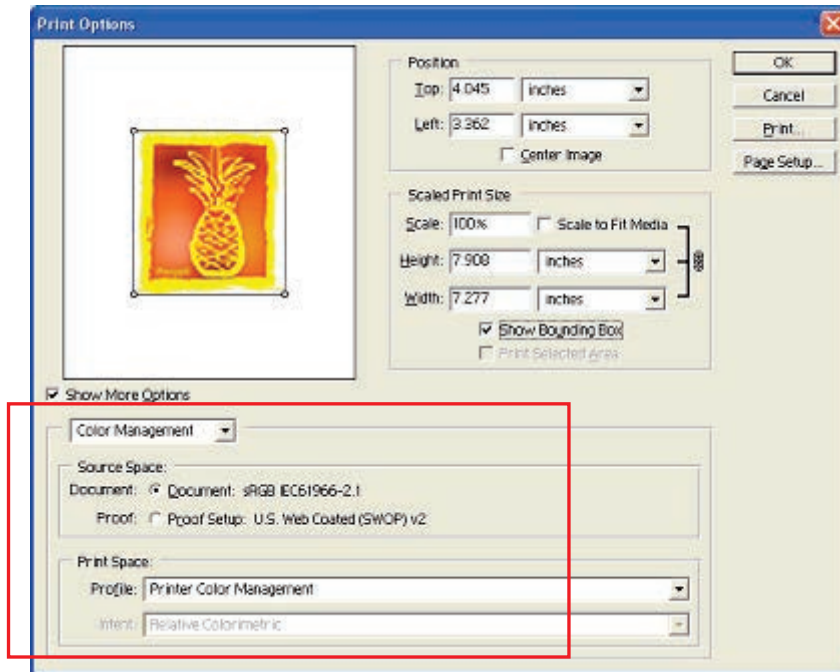 Print Options
Position
Top: 4.045 inches
Left: 3.362 inches
Center Image
OK
Cancel
Print...
Page Setup...
Scaled Print Size
Scale: 100% Scale to Fit Media
Height: 7.908 inches
Width: 7.277 inches
Show Bounding Box
Print Selected Area
Show More Options
Color Management
Source Space:
Document: Document: sRGB IEC61966-2.1
Proof: Proof Setup: U.S. Web Coated (SWOP) v2
Print Space:
Profile: Printer Color Management
Intent: Relative Colorimetric